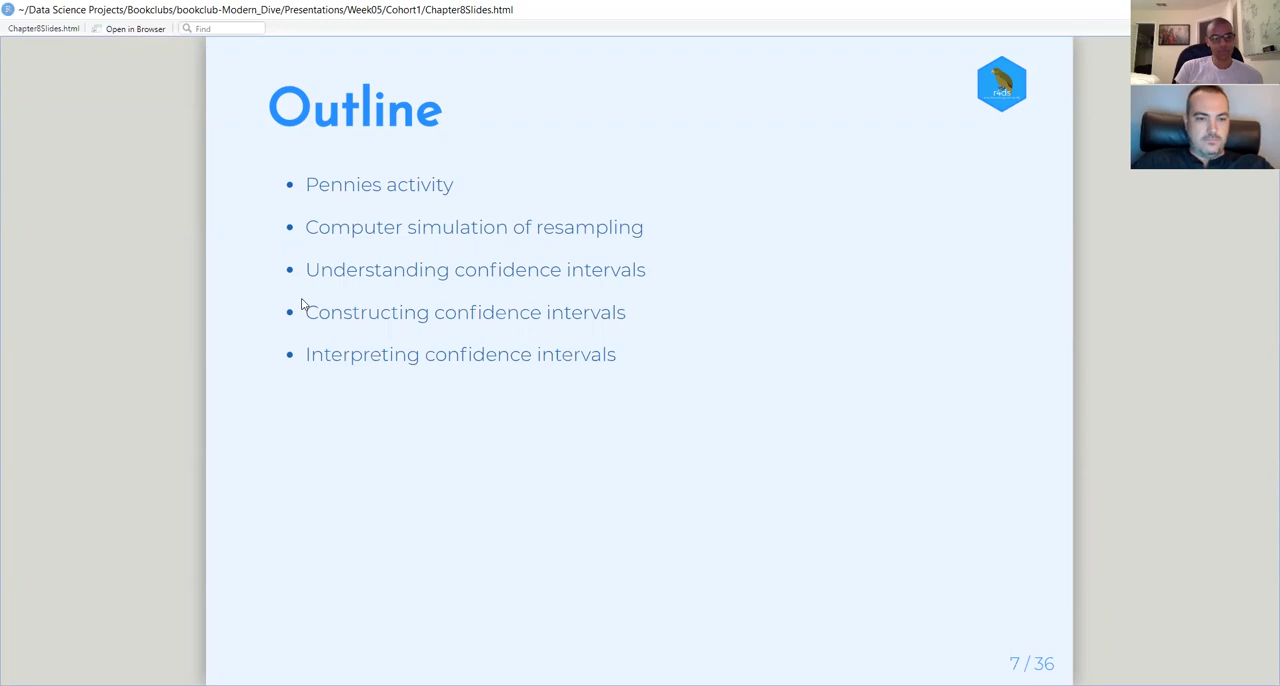 ~/Data Science Projects/Bookclubs/bookclub-Modern_Dive/Presentations/Week05/Cohort1/Chapter8Slides.html
Chapter8Slides.html
Open in Browser
Find
Outline
r4ds
• Pennies activity
• Computer simulation of resampling
• Understanding confidence intervals
• Constructing confidence intervals
• Interpreting confidence intervals
7 / 36